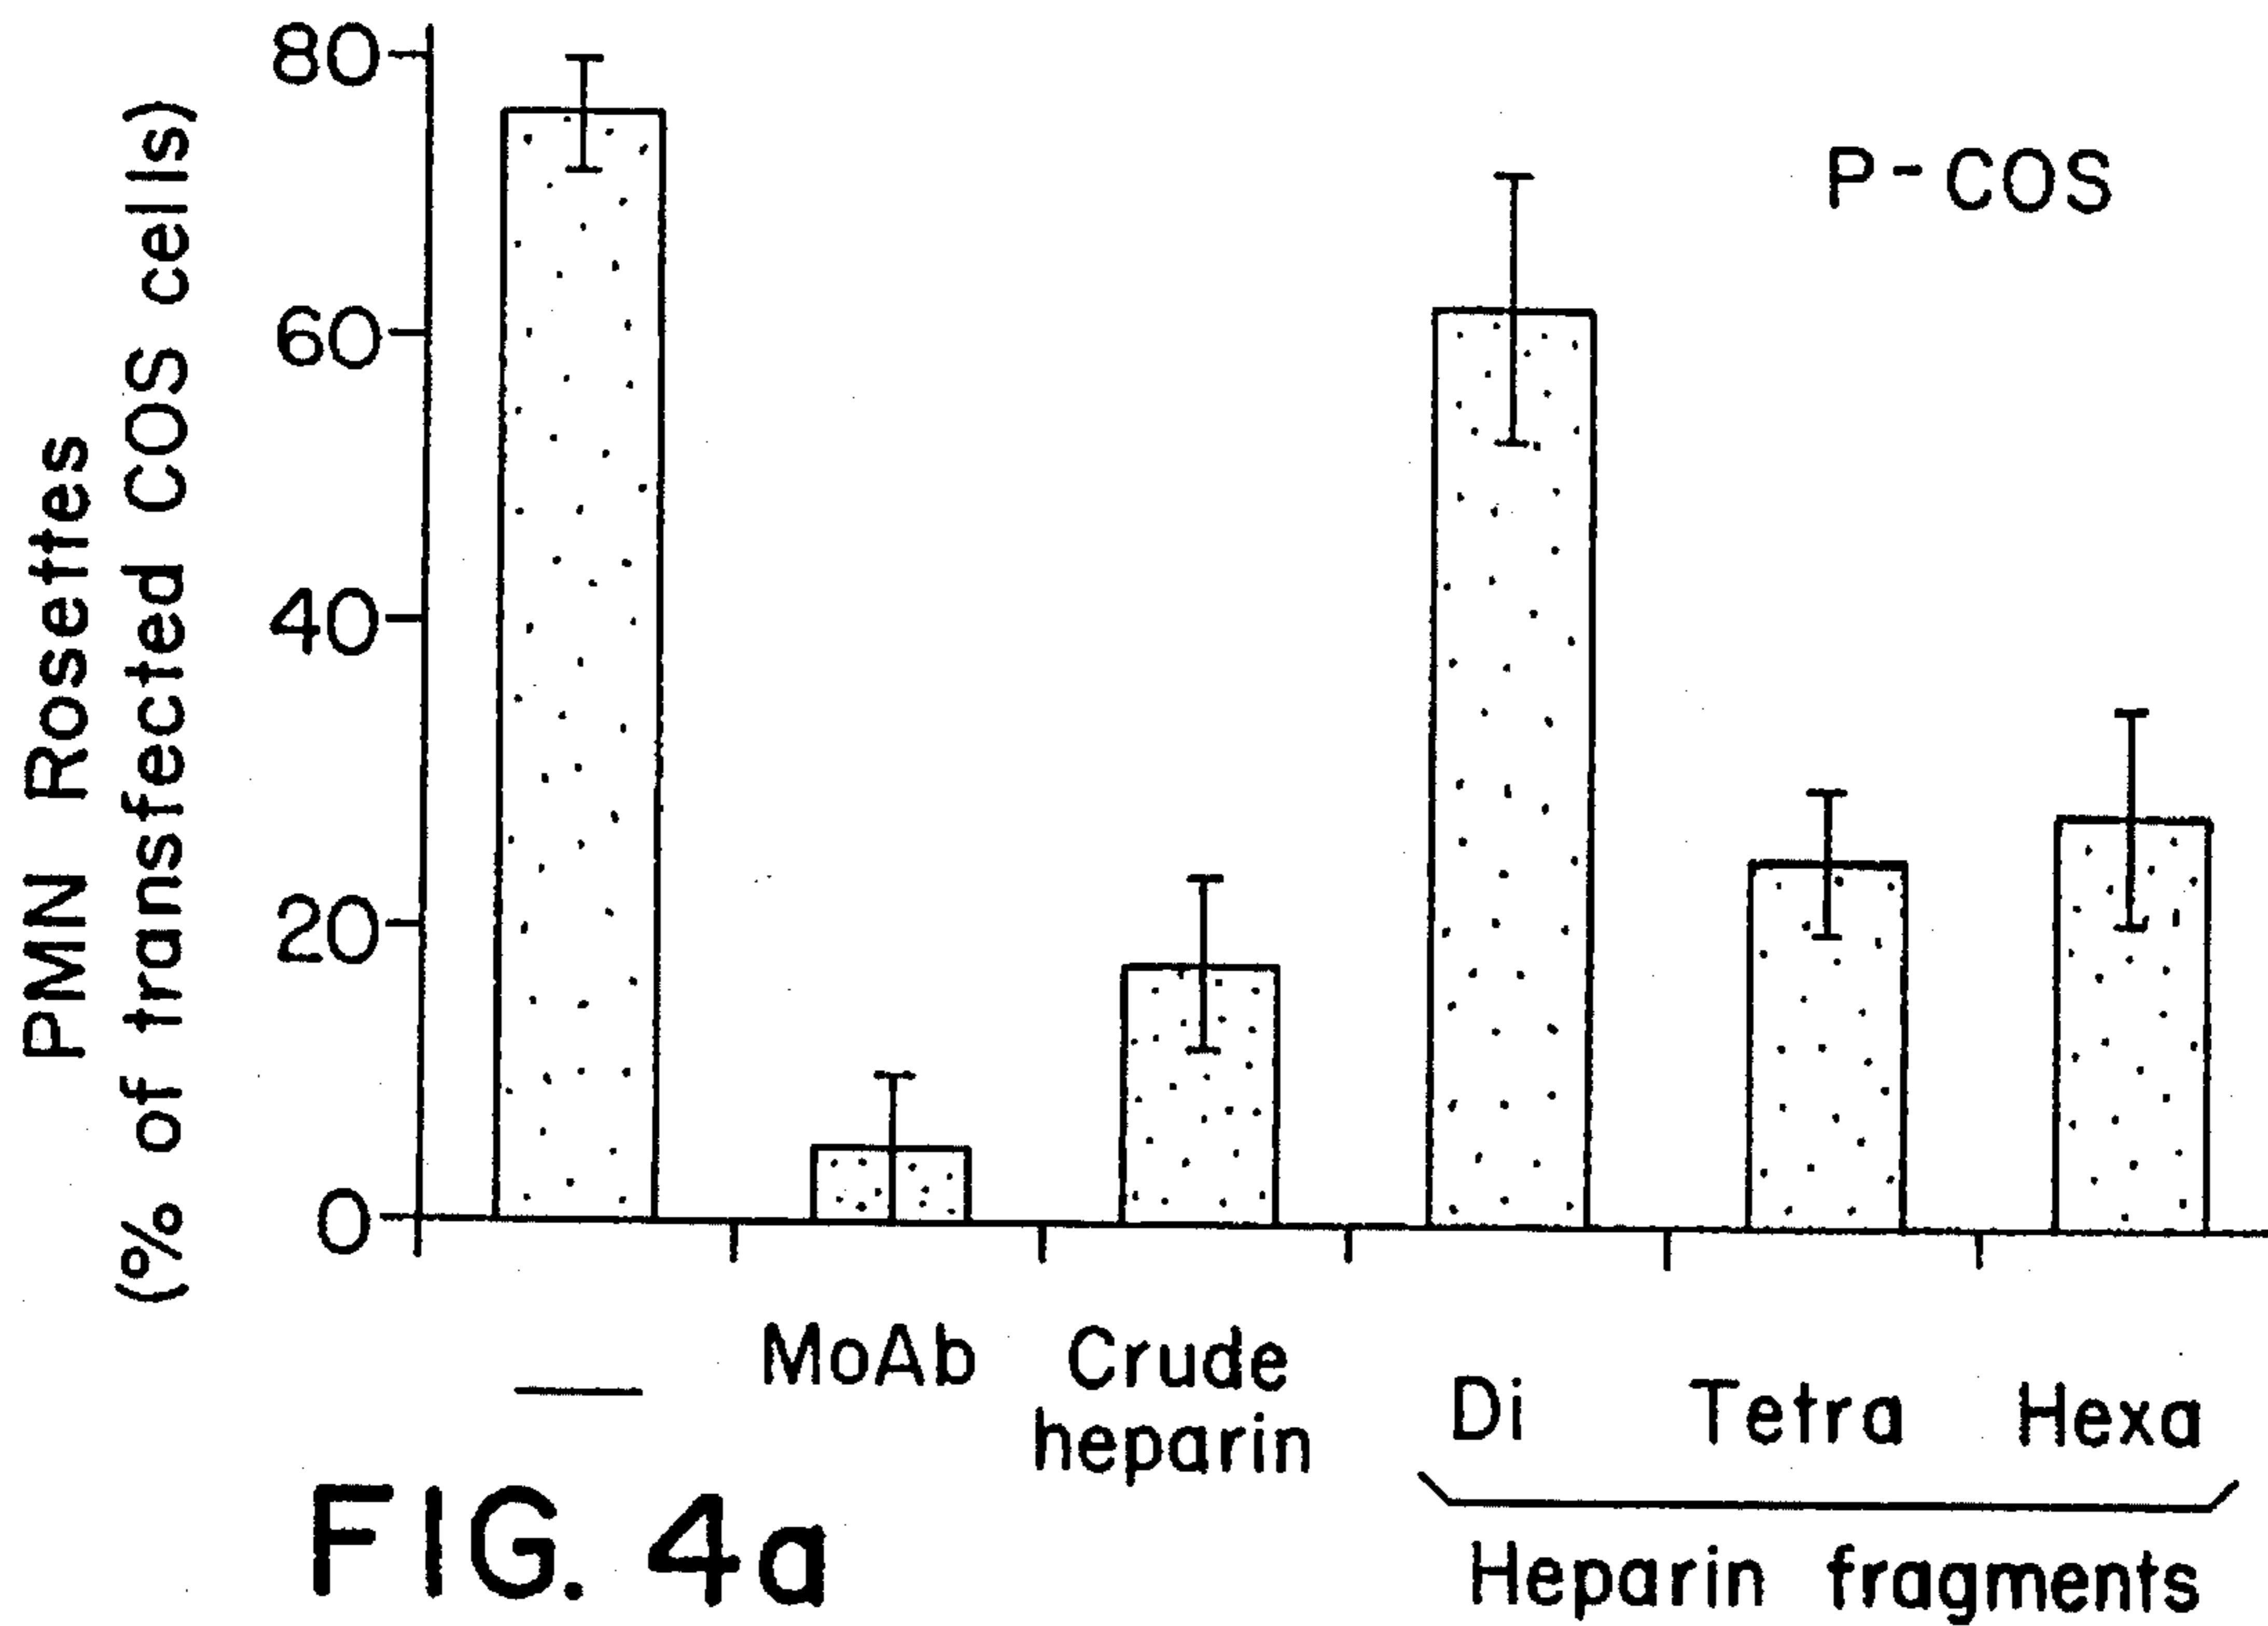 PMN Rosettes
(% of transfected COS cells)
80
60
40
20
0
P-COS
— MoAb Crude heparin
Di Tetra Hexa
Heparin fragments
FIG. 4a